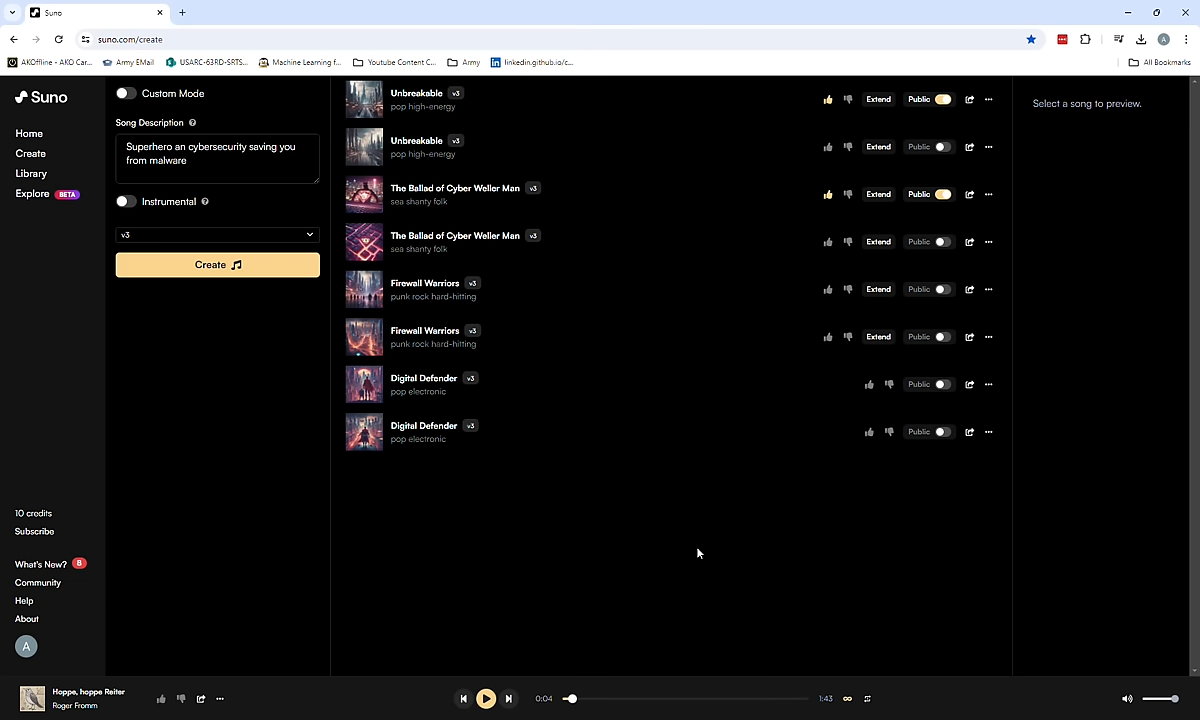 Suno
suno.com/create
AKOffline - AKO Car...
Army EMail
USARC-63RD-SRTS...
Machine Learning f...
Youtube Content C...
Army
linkedin.github.io/c...
All Bookmarks
Suno
Home
Create
Library
Explore BETA
10 credits
Subscribe
What's New? 8
Community
Help
About
A
Custom Mode
Song Description
Superhero an cybersecurity saving you
from malware
Instrumental
v3
Create
Unbreakable v3
pop high-energy
Extend Public
Unbreakable v3
pop high-energy
Extend Public
The Ballad of Cyber Weller Man v3
sea shanty folk
Extend Public
The Ballad of Cyber Weller Man v3
sea shanty folk
Extend Public
Firewall Warriors v3
punk rock hard-hitting
Extend Public
Firewall Warriors v3
punk rock hard-hitting
Extend Public
Digital Defender v3
pop electronic
Public
Digital Defender v3
pop electronic
Public
Select a song to preview.
Hoppe, hoppe Reiter
Roger Fromm
0:04
1:43